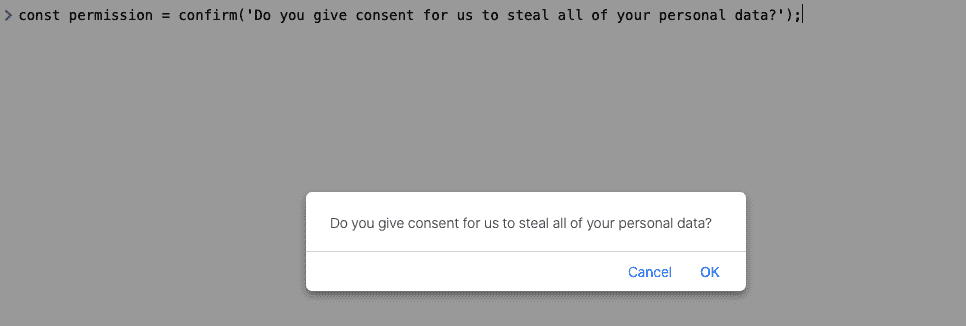 > const permission = confirm('Do you give consent for us to steal all of your personal data?');
Do you give consent for us to steal all of your personal data?
Cancel OK